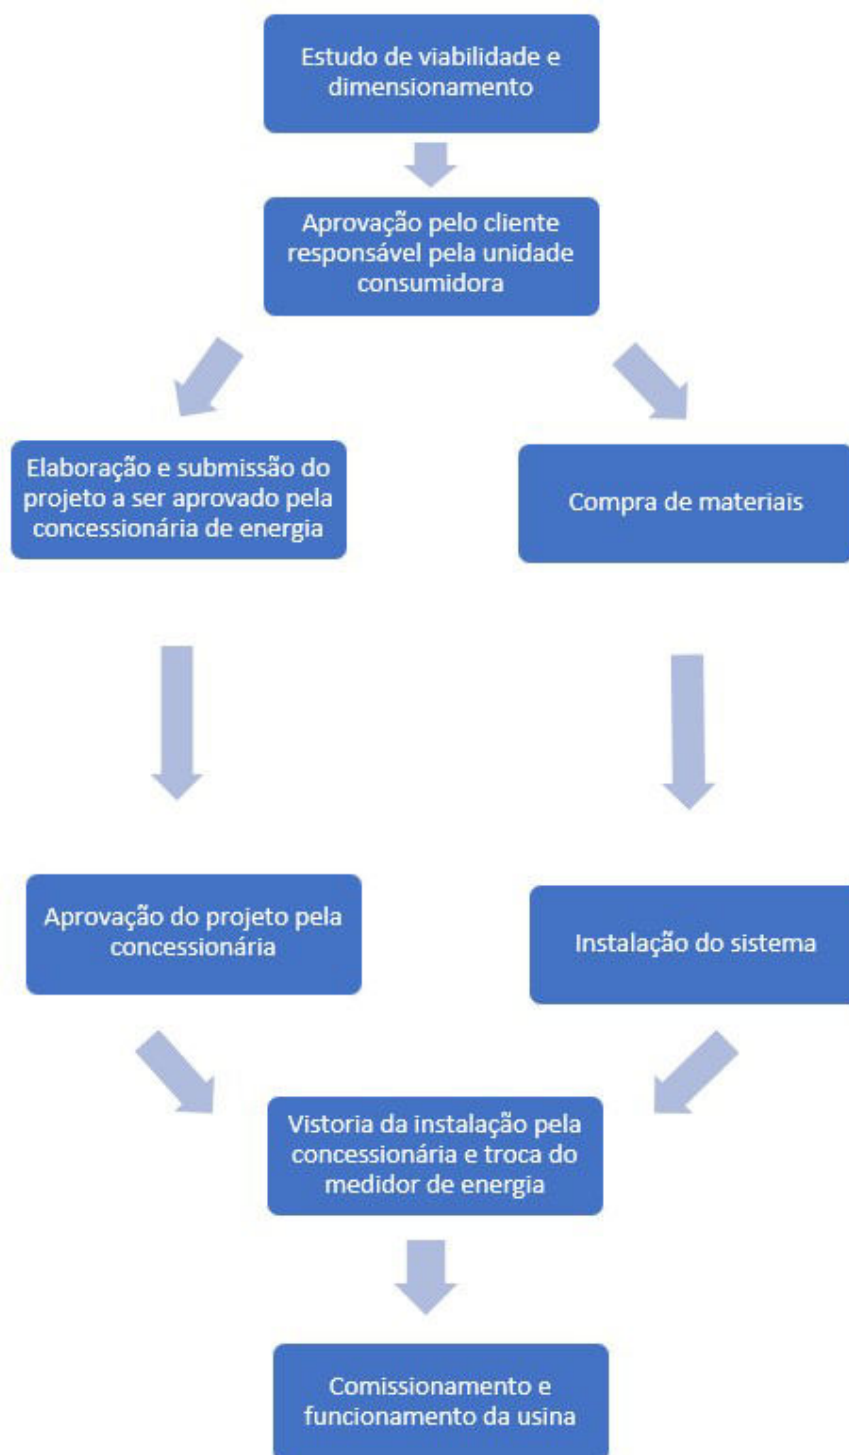 Estudo de viabilidade e
dimensionamento
Aprovação pelo cliente
responsável pela unidade
consumidora
Elaboração e submissão do
projeto a ser aprovado pela
concessionária de energia
Compra de materiais
Aprovação do projeto pela
concessionária
Instalação do sistema
Vistoria da instalação pela
concessionária e troca do
medidor de energia
Comissionamento e
funcionamento da usina